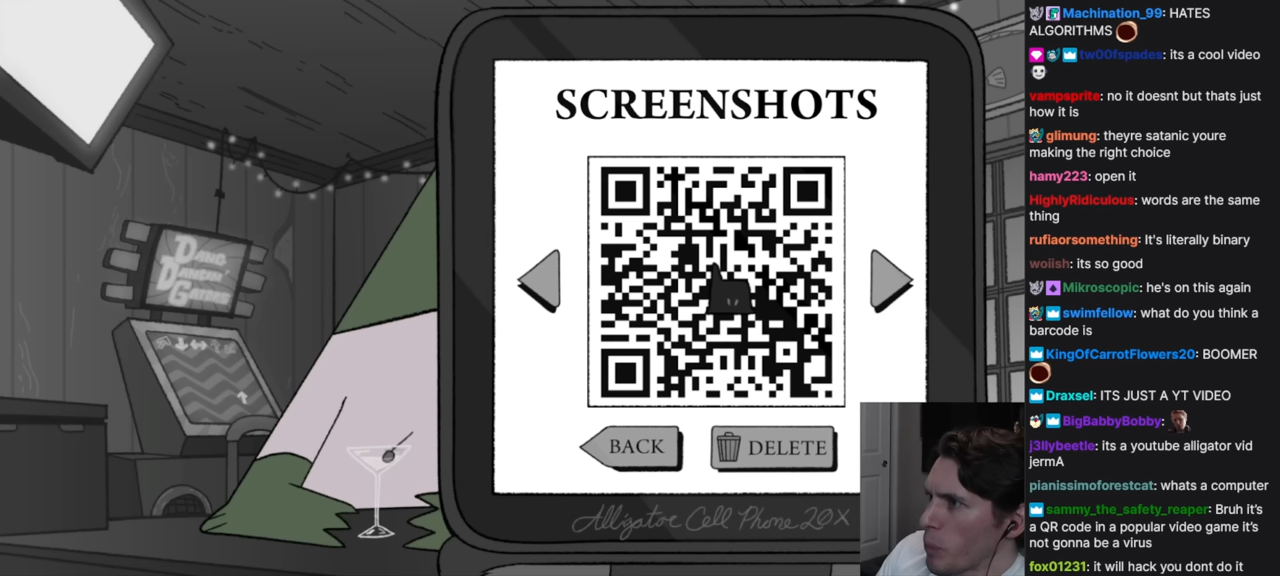 SCREENSHOTS
BACK
DELETE
Alligator Cell Phone 20X
DANG
DANCIN'
GATORS
Machination_99: HATES
ALGORITHMS
tw00fspades: its a cool video
vampsprite: no it doesnt but thats just
how it is
glimung: theyre satanic youre
making the right choice
hamy223: open it
HighlyRidiculous: words are the same
thing
rufiaorsomething: It's literally binary
woiish: its so good
Mikroscopic: he's on this again
swimfellow: what do you think a
barcode is
KingOfCarrotFlowers20: BOOMER
Draxsel: ITS JUST A YT VIDEO
BigBabbyBobby:
j3llybeetle: its a youtube alligator vid
jermA
pianissimoforestcat: whats a computer
sammy_the_safety_reaper: Bruh it's
a QR code in a popular video game it's
not gonna be a virus
fox01231: it will hack you dont do it